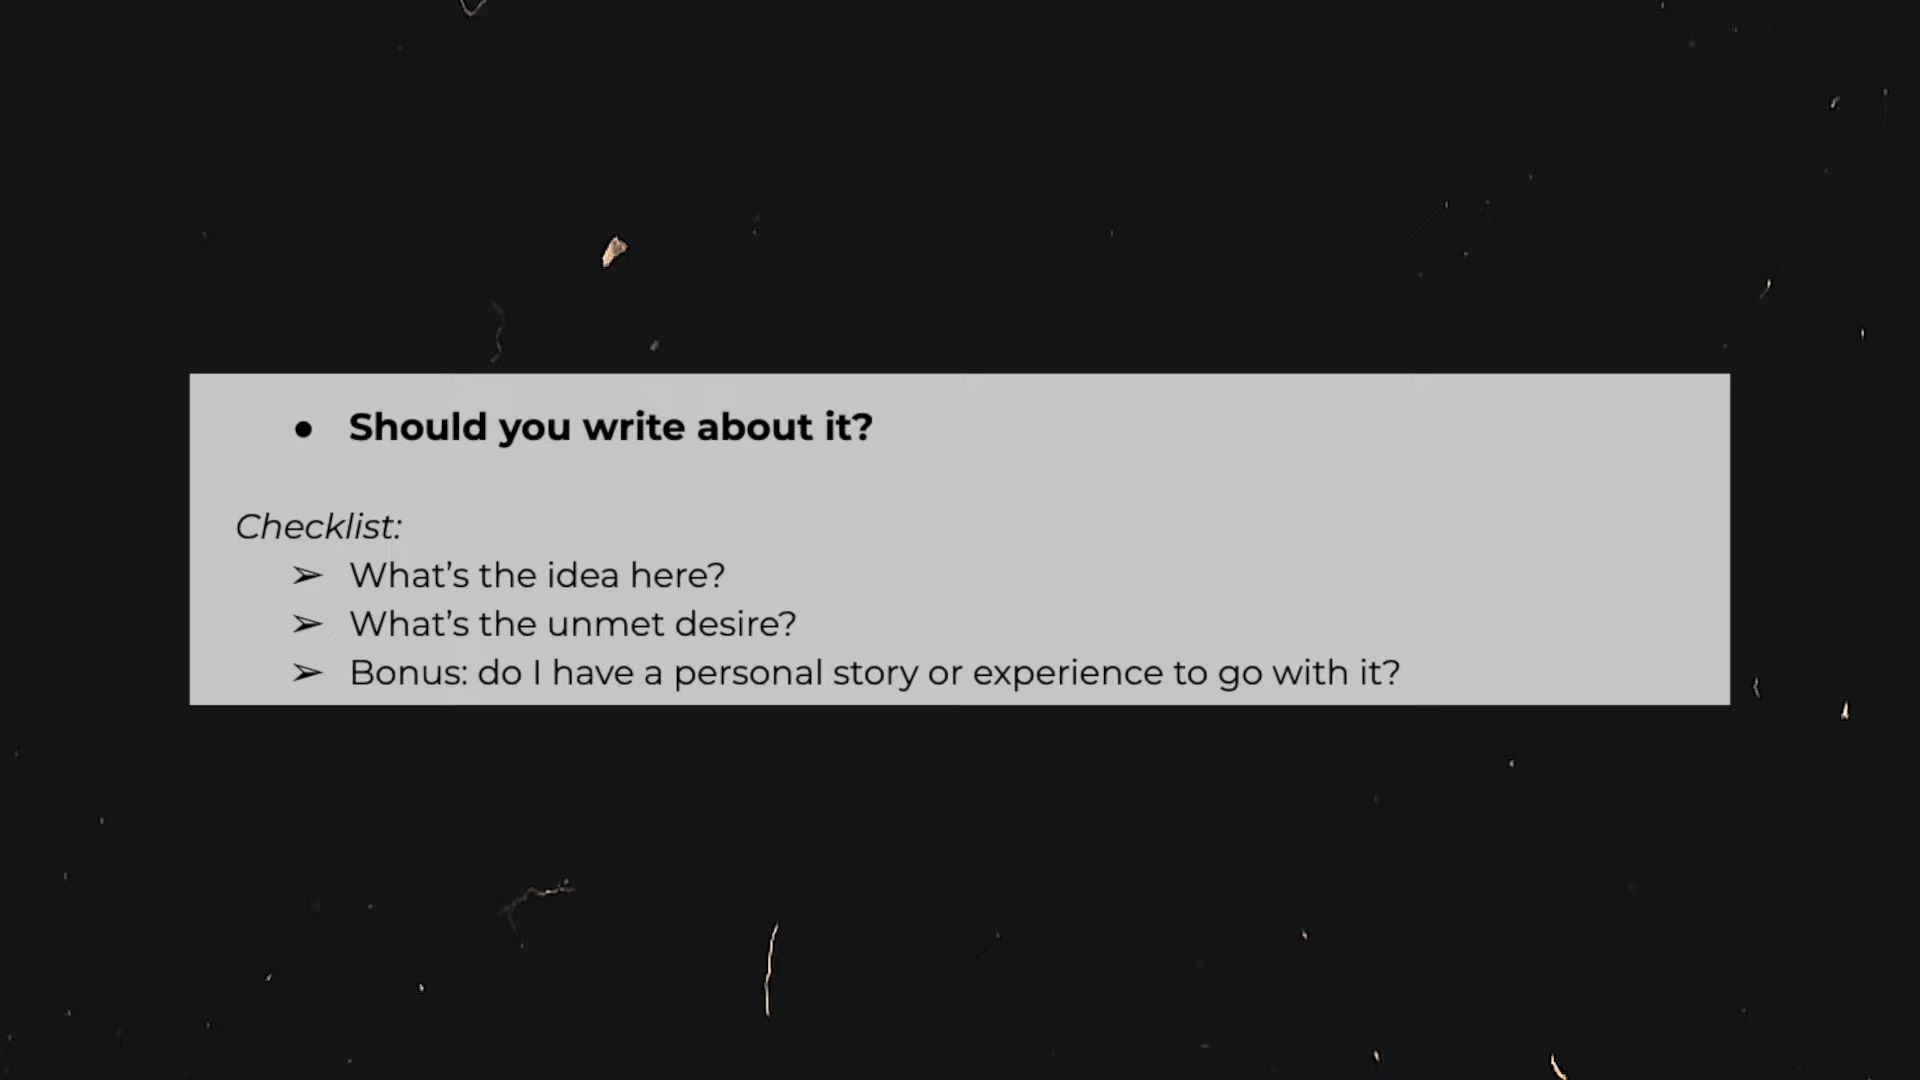 ● Should you write about it?
Checklist:
➢ What's the idea here?
➢ What's the unmet desire?
➢ Bonus: do I have a personal story or experience to go with it?